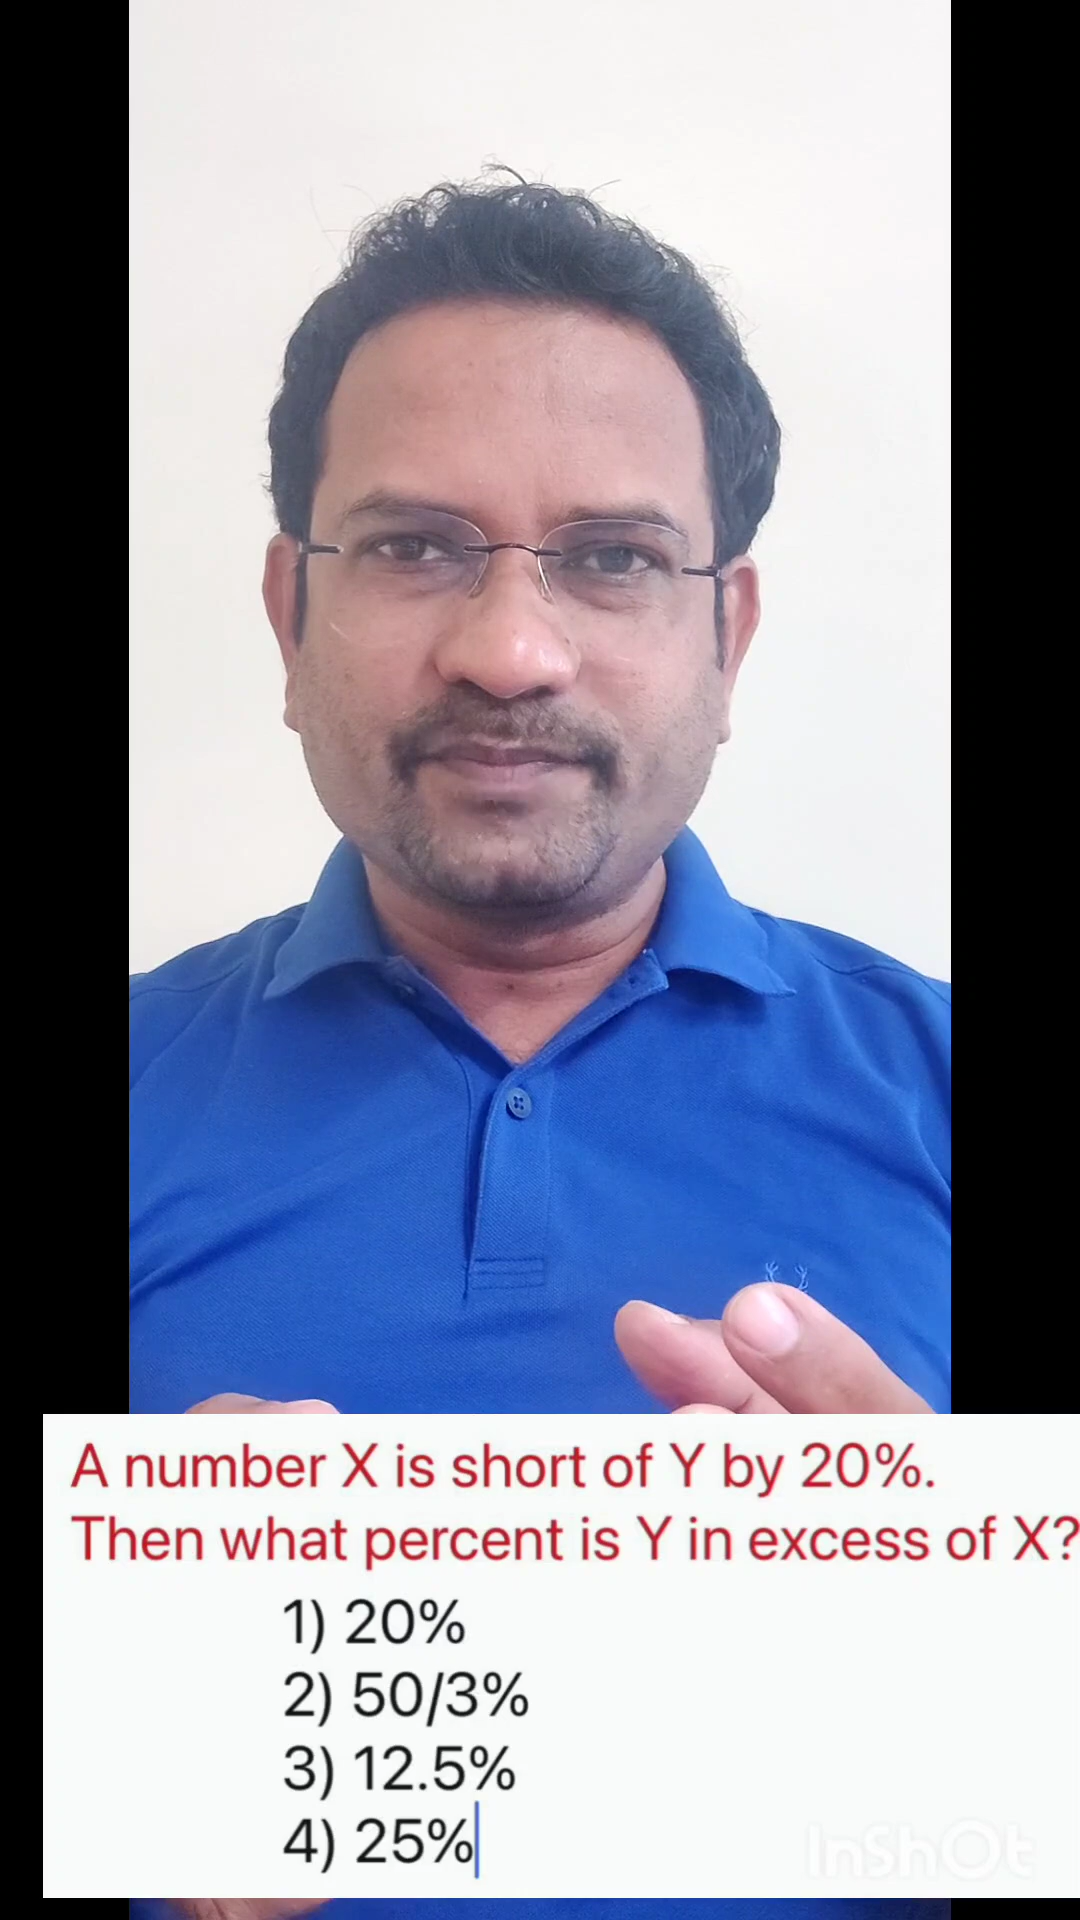 A number X is short of Y by 20%.
Then what percent is Y in excess of X?
1) 20%
2) 50/3%
3) 12.5%
4) 25%
InShOt